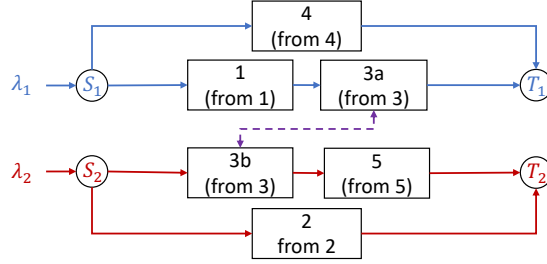 4
(from 4)
λ₁ S₁ 1 3a T₁
(from 1) (from 3)
λ₂ S₂ 3b 5 T₂
(from 3) (from 5)
2
from 2